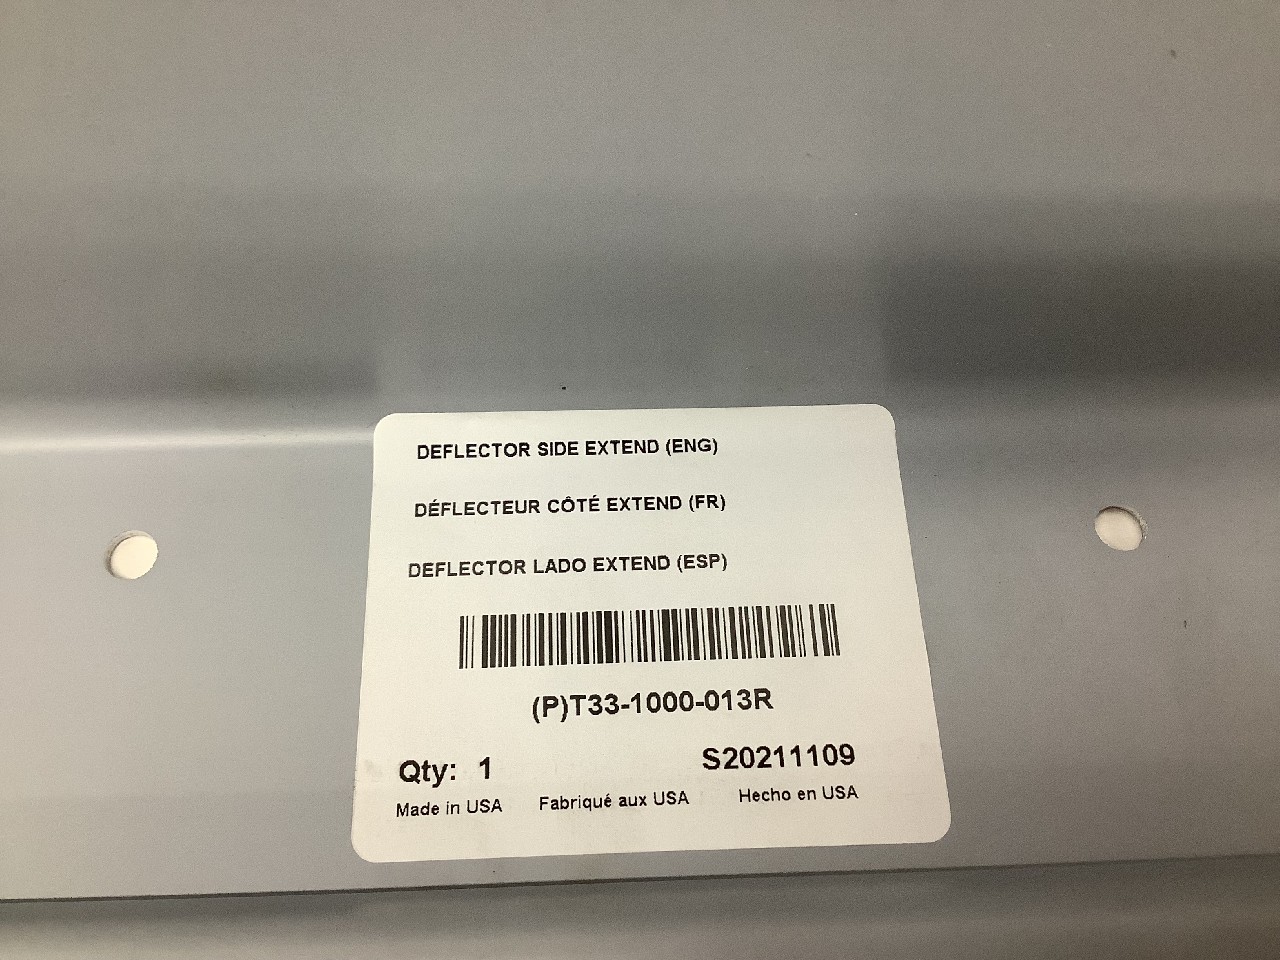 DEFLECTOR SIDE EXTEND (ENG)
DÉFLECTEUR CÔTÉ EXTEND (FR)
DEFLECTOR LADO EXTEND (ESP)
(P)T33-1000-013R
Qty: 1 S20211109
Made in USA Fabriqué aux USA Hecho en USA